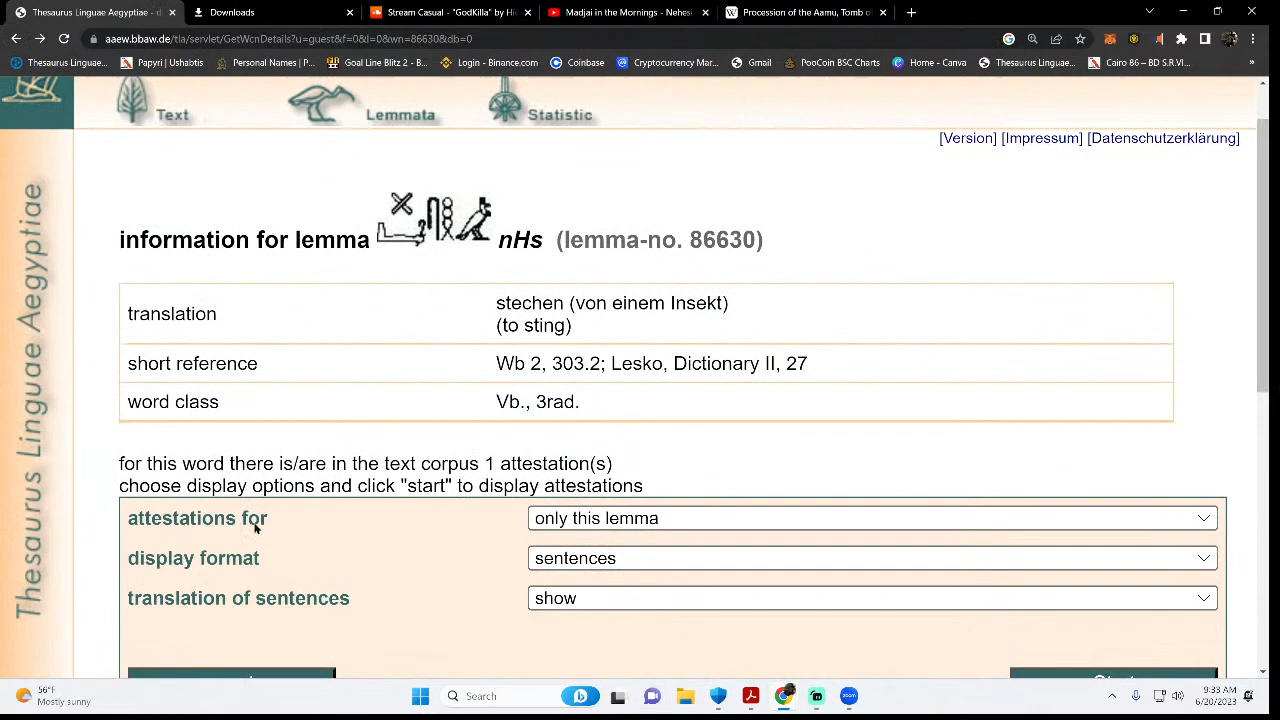 Thesaurus Linguae Aegyptiae: De
Downloads
Stream Casual - "GodKilla" by Hi
Madjai in the Mornings - Nehesi
Procession of the Aamu, Tomb of
aaew.bbaw.de/tla/servlet/GetWcnDetails?u=guest&f=0&l=0&wn=86630&db=0
Thesaurus Linguae...
Papyri | Ushabtis
Personal Names | P...
Goal Line Blitz 2 - B...
Login - Binance.com
Coinbase
Cryptocurrency Mar...
Gmail
PooCoin BSC Charts
Home - Canva
Thesaurus Lingua...
Cairo 86 – BD S.R.VI...
Text
Lemmata
Statistic
[Version] [Impressum] [Datenschutzerklärung]
Thesaurus Linguae Aegyptiae
information for lemma nHs (lemma-no. 86630)
translation
stechen (von einem Insekt)
(to sting)
short reference
Wb 2, 303.2; Lesko, Dictionary II, 27
word class
Vb., 3rad.
for this word there is/are in the text corpus 1 attestation(s)
choose display options and click "start" to display attestations
attestations for
only this lemma
display format
sentences
translation of sentences
show
56°F
Mostly sunny
Search
9:33 AM
6/20/2023